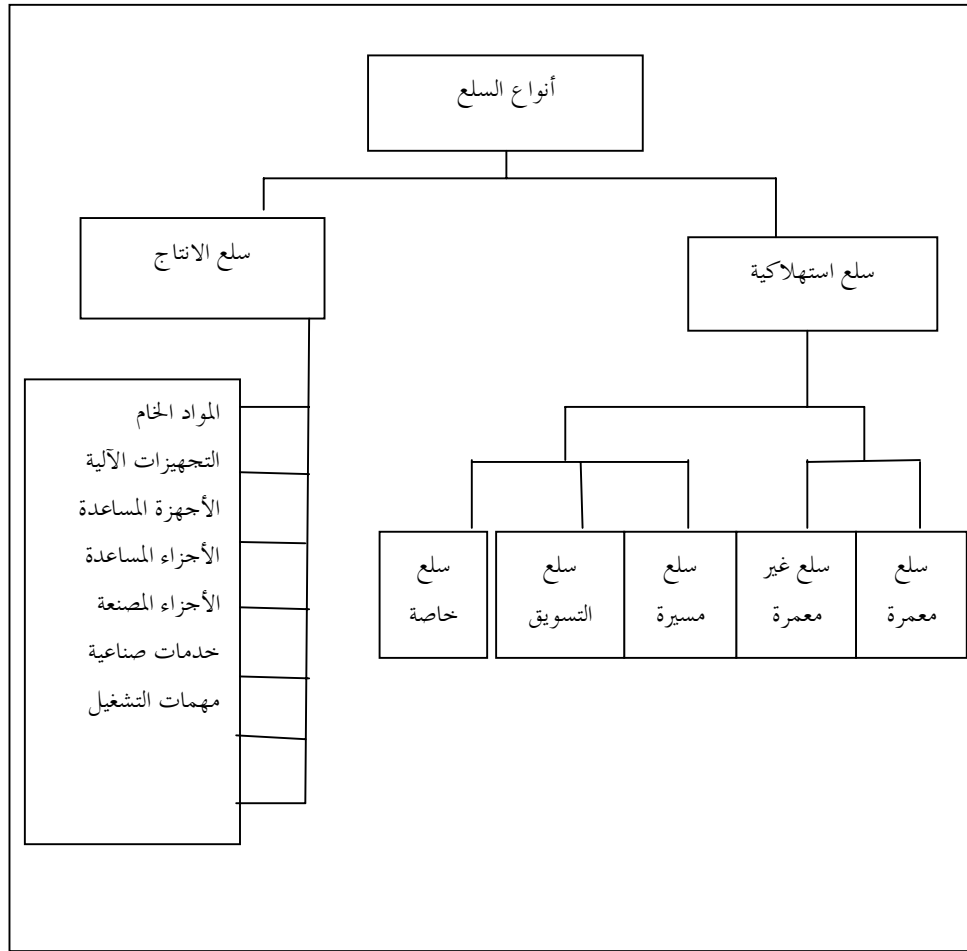 أنواع السلع
سلع استهلاكية
سلع الانتاج
سلع
معمرة
سلع غير
معمرة
سلع
مسيرة
سلع
التسويق
سلع
خاصة
المواد الخام
التجهيزات الآلية
الأجهزة المساعدة
الأجزاء المساعدة
الأجزاء المصنعة
خدمات صناعية
مهمات التشغيل